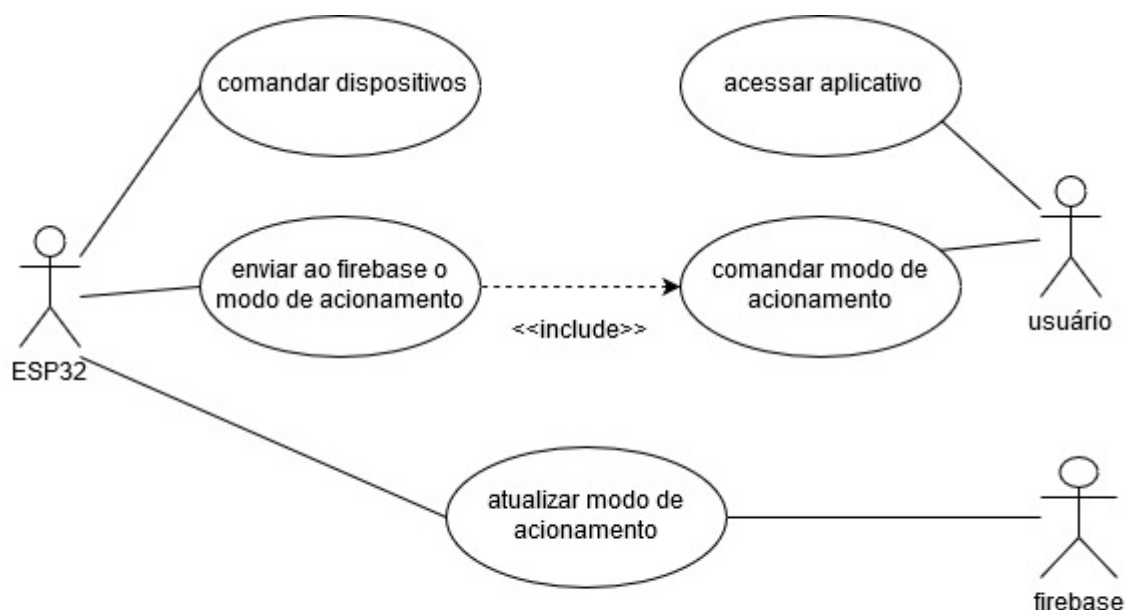 comandar dispositivos
acessar aplicativo
enviar ao firebase o
modo de acionamento
<<include>>
comandar modo de
acionamento
ESP32
usuário
atualizar modo de
acionamento
firebase